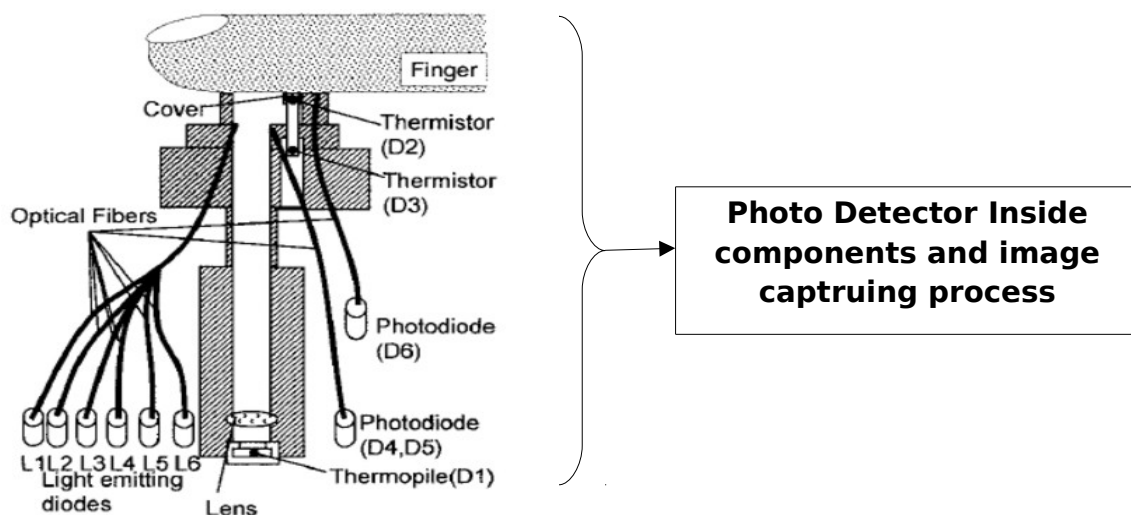 Finger
Cover
Thermistor
(D2)
Thermistor
(D3)
Optical Fibers
Photodiode
(D6)
Photodiode
(D4,D5)
L1 L2 L3 L4 L5 L6
Light emitting
diodes
Thermopile(D1)
Lens
Photo Detector Inside
components and image
captruing process